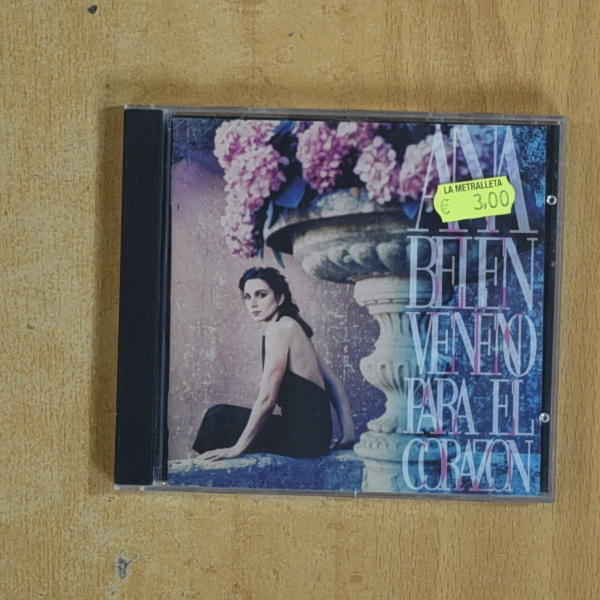 ANA
LA METRALLETA
€ 3,00
BELEN
VENENO
PARA EL
CORAZON